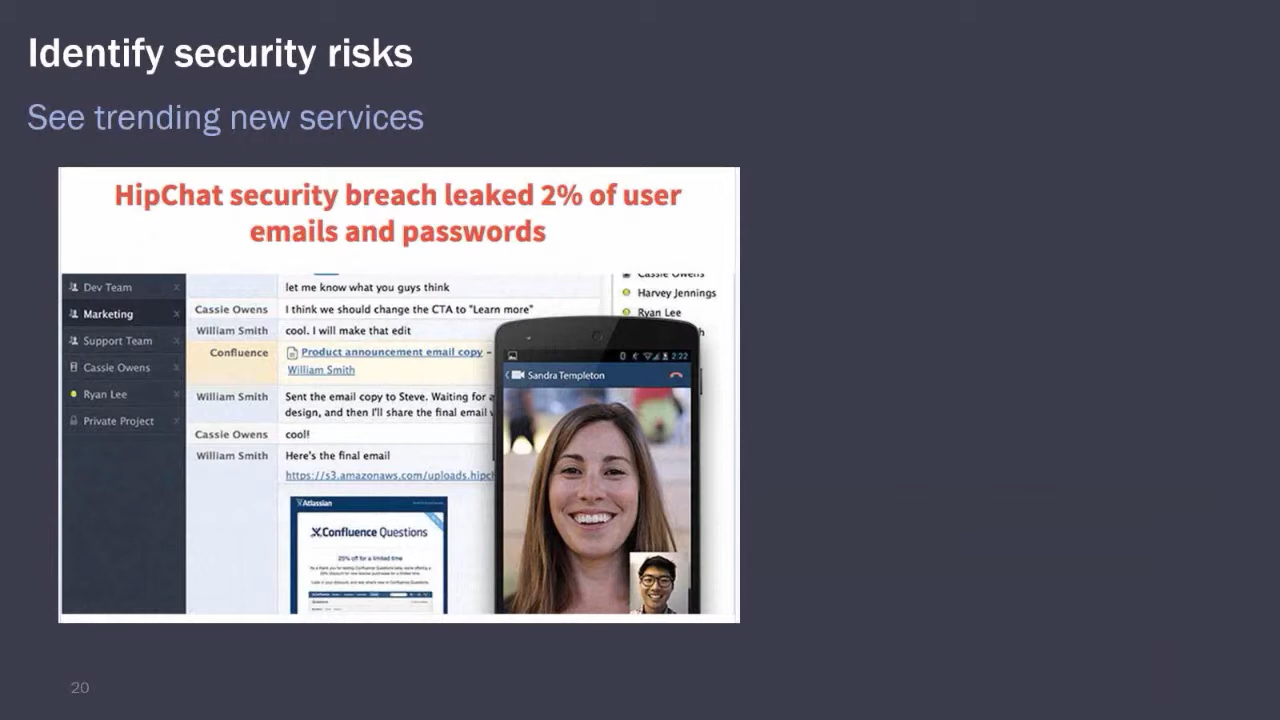 Identify security risks
See trending new services
HipChat security breach leaked 2% of user
emails and passwords
Dev Team x
Marketing x
Support Team x
Cassie Owens x
Ryan Lee x
Private Project x
let me know what you guys think
Cassie Owens I think we should change the CTA to "Learn more"
William Smith cool. I will make that edit
Confluence Product announcement email copy –
William Smith
William Smith Sent the email copy to Steve. Waiting for
design, and then I'll share the final email
Cassie Owens cool!
William Smith Here's the final email
https://s3.amazonaws.com/uploads.hipc
Atlassian
Confluence Questions
25% off for a limited time
Cassie Owens
Harvey Jennings
Ryan Lee
2:22
Sandra Templeton
20